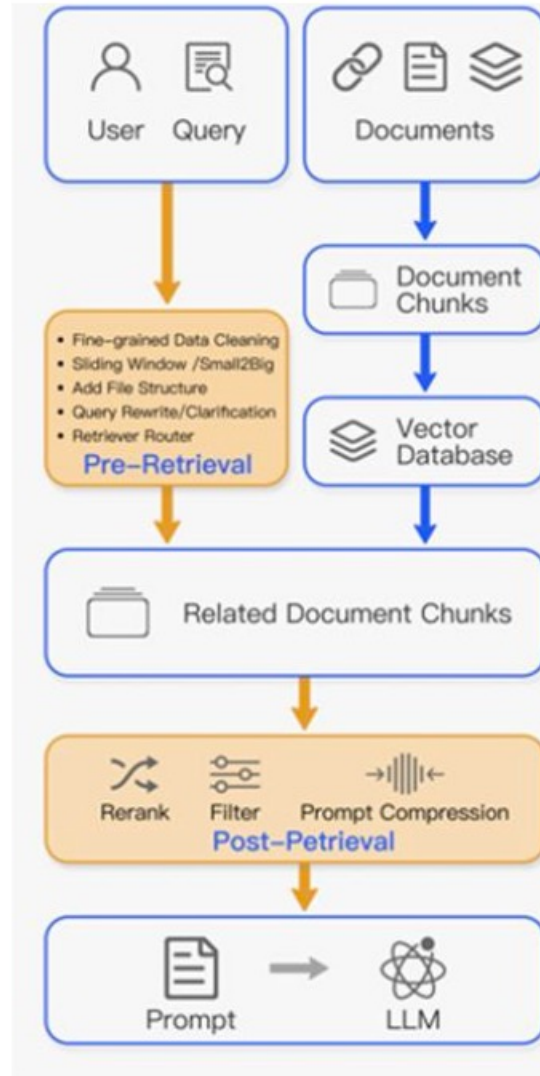 User Query
Documents
Document
Chunks
• Fine-grained Data Cleaning
• Sliding Window /Small2Big
• Add File Structure
• Query Rewrite/Clarification
• Retriever Router
Pre-Retrieval
Vector
Database
Related Document Chunks
Rerank Filter Prompt Compression
Post-Petrieval
Prompt LLM